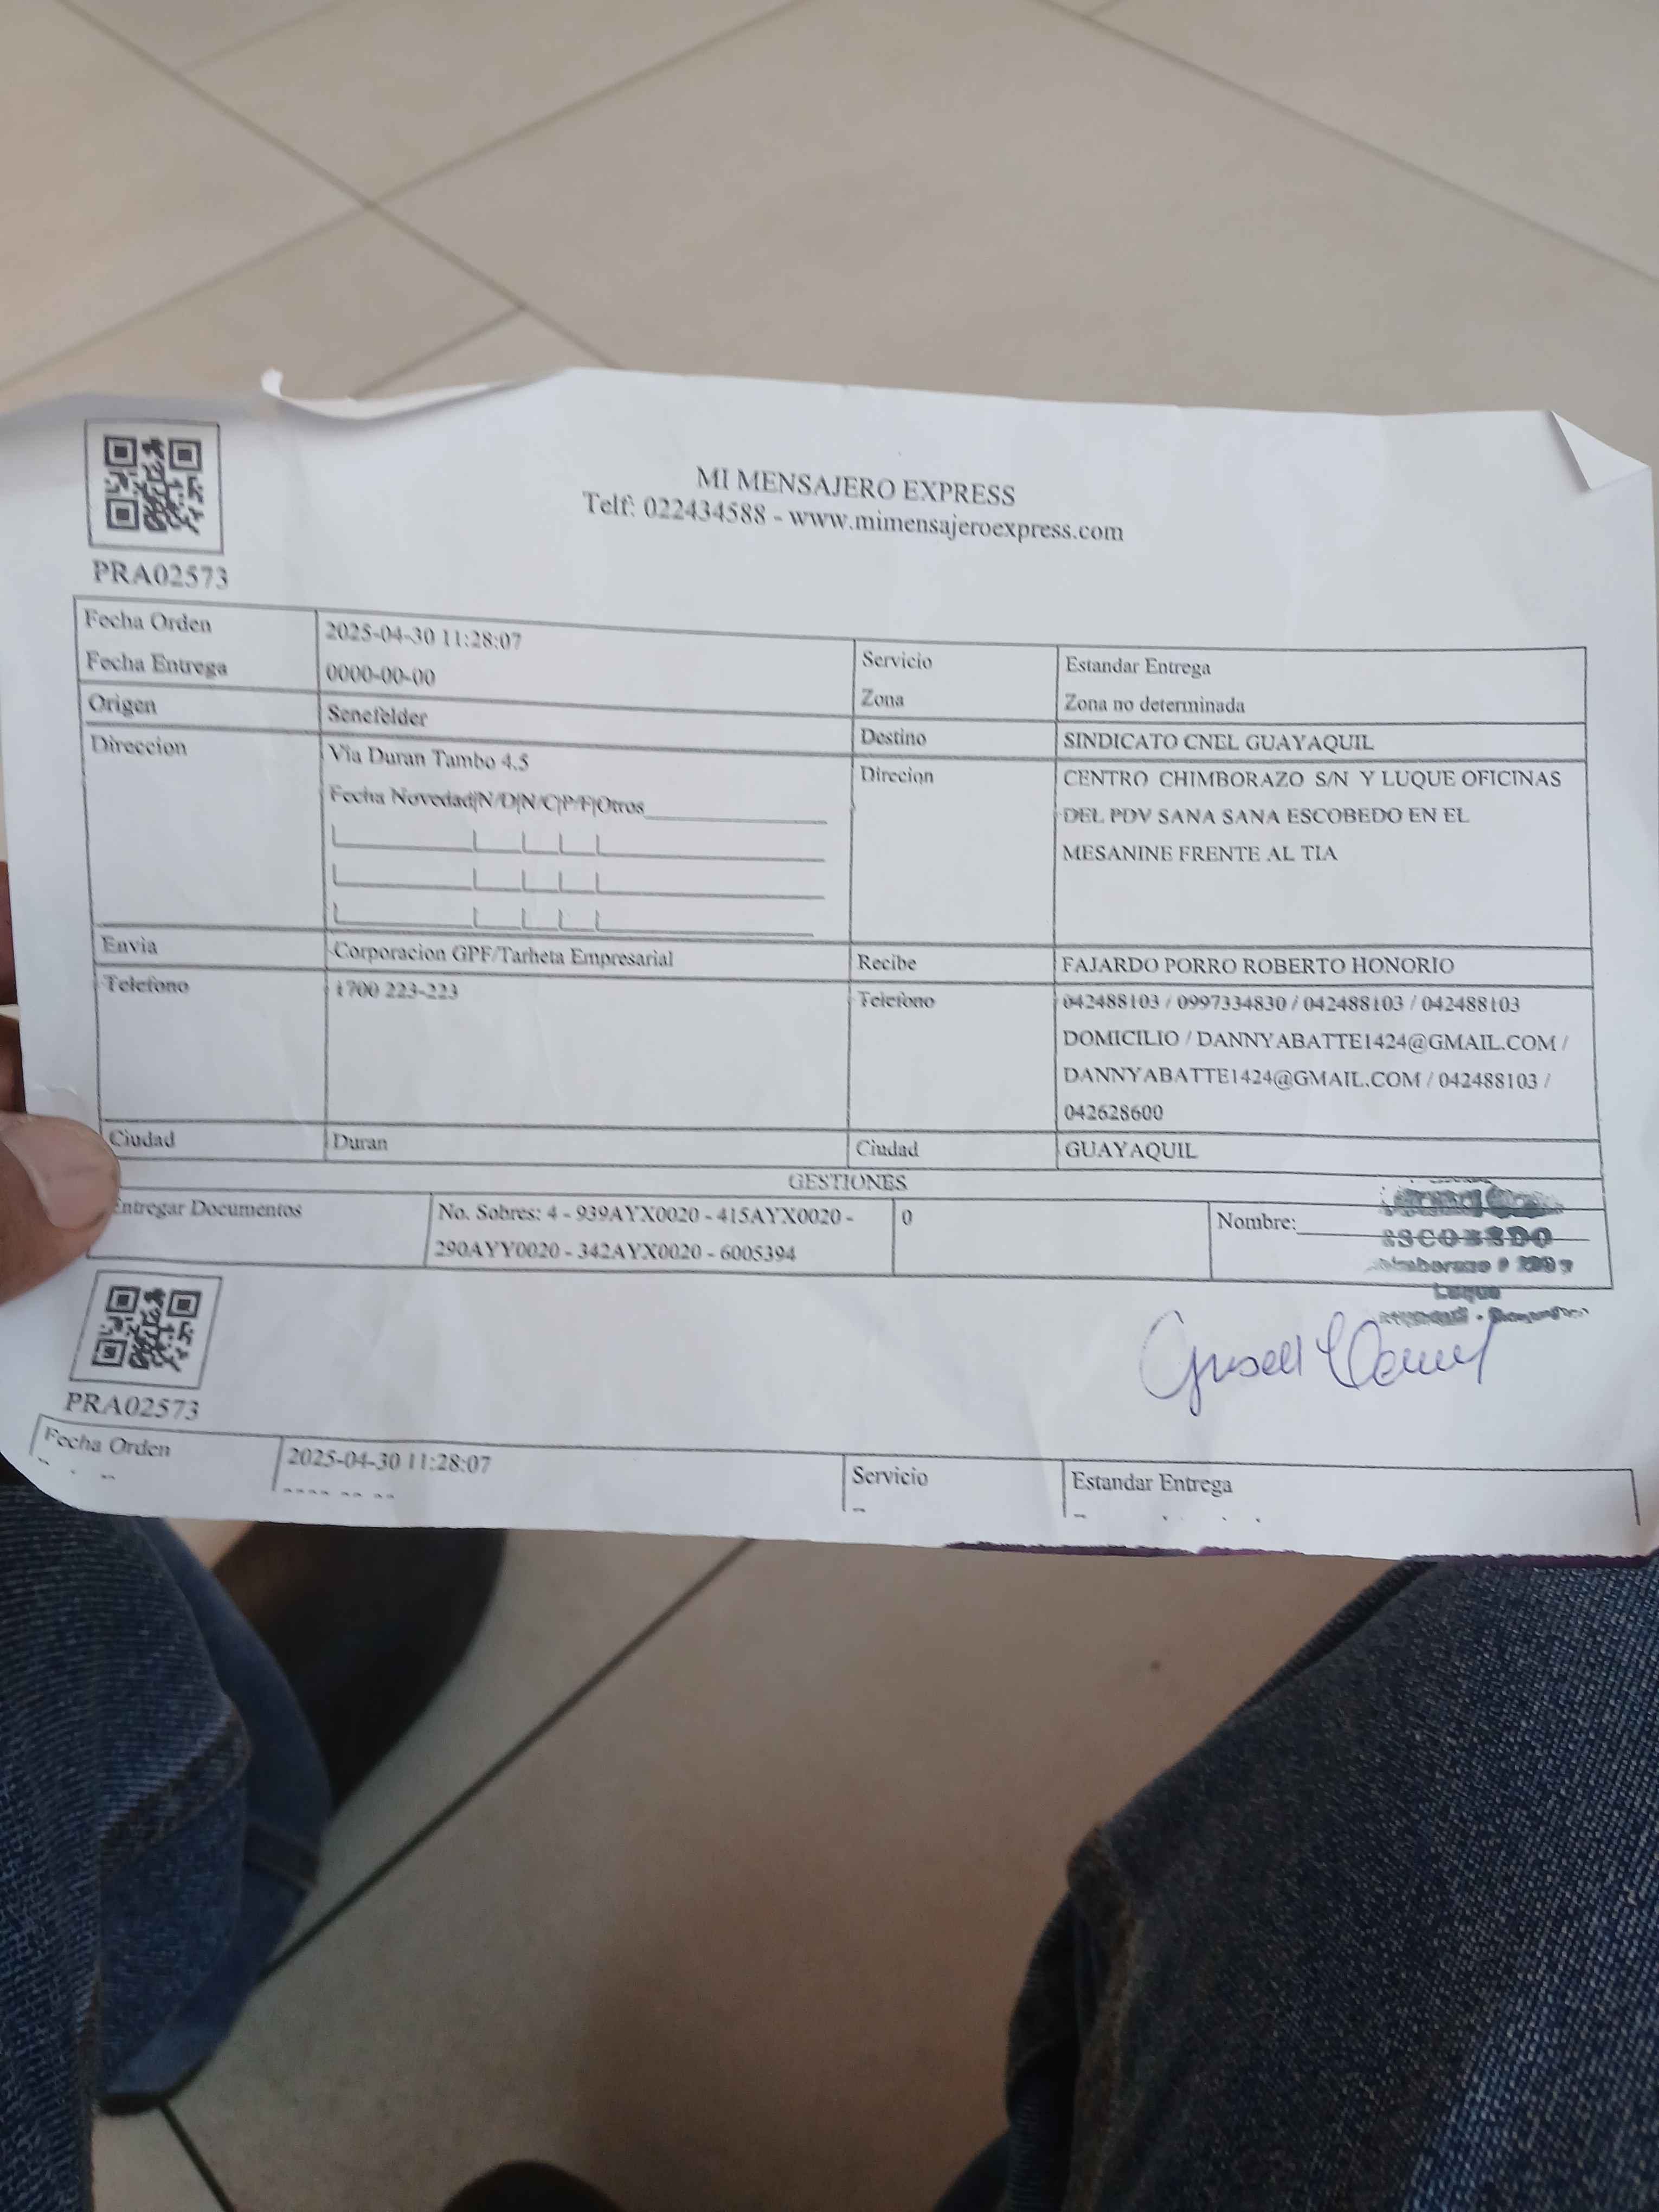 MI MENSAJERO EXPRESS
Telf: 022434588 - www.mimensajeroexpress.com
PRA02573
Fecha Orden 2025-04-30 11:28:07 Servicio Estandar Entrega
Fecha Entrega 0000-00-00 Zona Zona no determinada
Origen Senefelder Destino SINDICATO CNEL GUAYAQUIL
Direccion Via Duran Tambo 4.5 Direcion CENTRO CHIMBORAZO S/N Y LUQUE OFICINAS
Fecha Novedad|N/D|N/C|P/F|Otros DEL PDV SANA SANA ESCOBEDO EN EL
MESANINE FRENTE AL TIA
Envia Corporacion GPF/Tarheta Empresarial Recibe FAJARDO PORRO ROBERTO HONORIO
Telefono 1700 223-223 Telefono 042488103 / 0997334830 / 042488103 / 042488103
DOMICILIO / DANNYABATTE1424@GMAIL.COM /
DANNYABATTE1424@GMAIL.COM / 042488103 /
042628600
Ciudad Duran Ciudad GUAYAQUIL
GESTIONES
Entregar Documentos No. Sobres: 4 - 939AYX0020 - 415AYX0020 - 0 Nombre:
290AYY0020 - 342AYX0020 - 6005394
ESCOBEDO
Luque
PRA02573
Fecha Orden 2025-04-30 11:28:07 Servicio Estandar Entrega